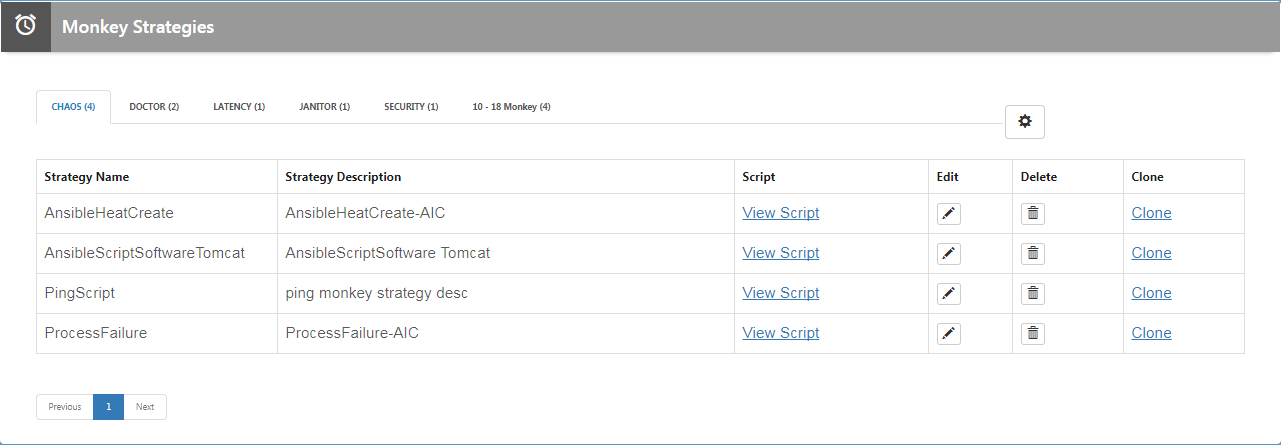 Monkey Strategies
CHAOS (4) DOCTOR (2) LATENCY (1) JANITOR (1) SECURITY (1) 10 - 18 Monkey (4)
Strategy Name Strategy Description Script Edit Delete Clone
AnsibleHeatCreate AnsibleHeatCreate-AIC View Script Clone
AnsibleScriptSoftwareTomcat AnsibleScriptSoftware Tomcat View Script Clone
PingScript ping monkey strategy desc View Script Clone
ProcessFailure ProcessFailure-AIC View Script Clone
Previous 1 Next